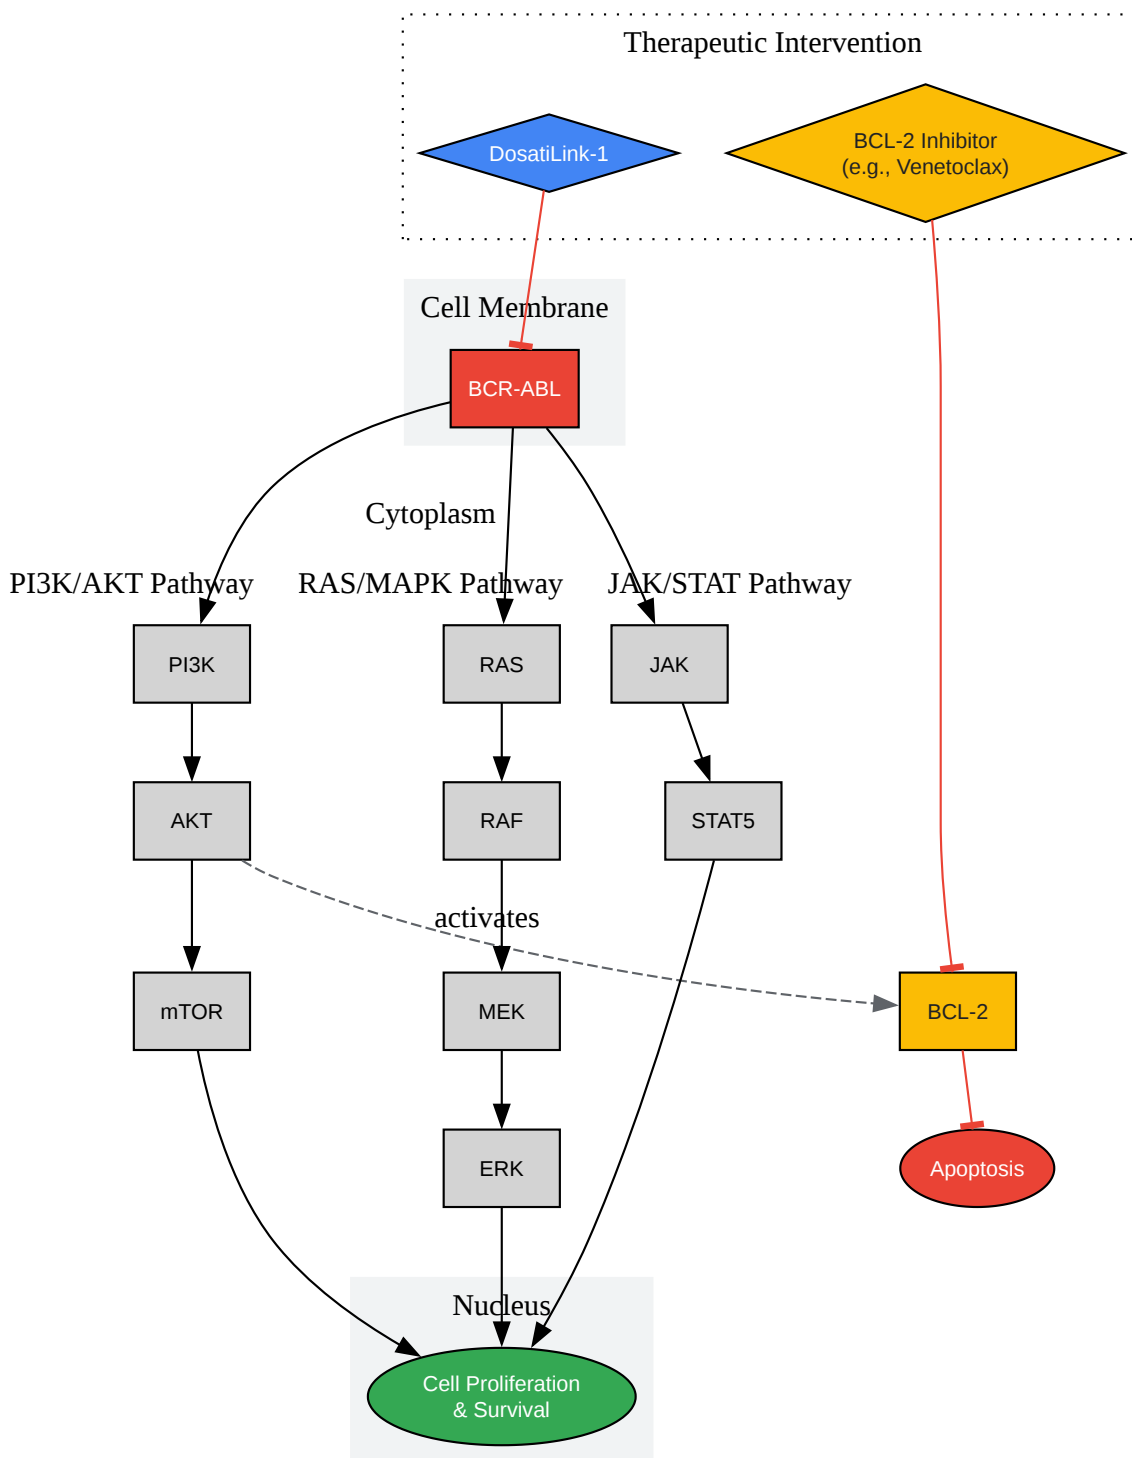 Therapeutic Intervention
DosatiLink-1
BCL-2 Inhibitor
(e.g., Venetoclax)
Cell Membrane
BCR-ABL
Cytoplasm
PI3K/AKT Pathway
RAS/MAPK Pathway
JAK/STAT Pathway
PI3K
RAS
JAK
AKT
RAF
STAT5
activates
mTOR
MEK
BCL-2
ERK
Apoptosis
Nucleus
Cell Proliferation
& Survival